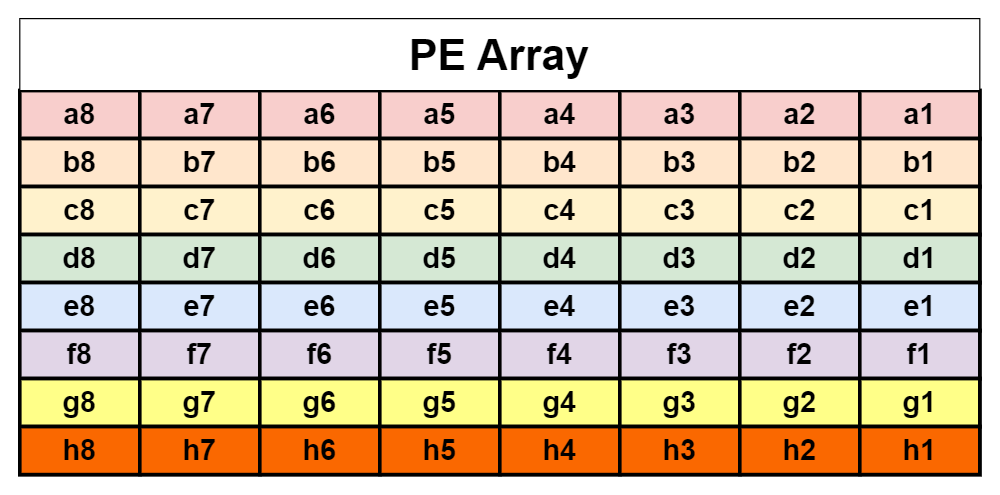 PE Array
a8 a7 a6 a5 a4 a3 a2 a1
b8 b7 b6 b5 b4 b3 b2 b1
c8 c7 c6 c5 c4 c3 c2 c1
d8 d7 d6 d5 d4 d3 d2 d1
e8 e7 e6 e5 e4 e3 e2 e1
f8 f7 f6 f5 f4 f3 f2 f1
g8 g7 g6 g5 g4 g3 g2 g1
h8 h7 h6 h5 h4 h3 h2 h1